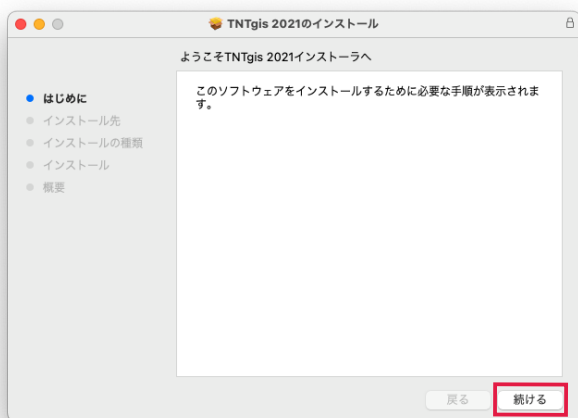 TNTgis 2021のインストール
ようこそTNTgis 2021インストーラへ
はじめに
インストール先
インストールの種類
インストール
概要
このソフトウェアをインストールするために必要な手順が表示されま
す。
戻る
続ける